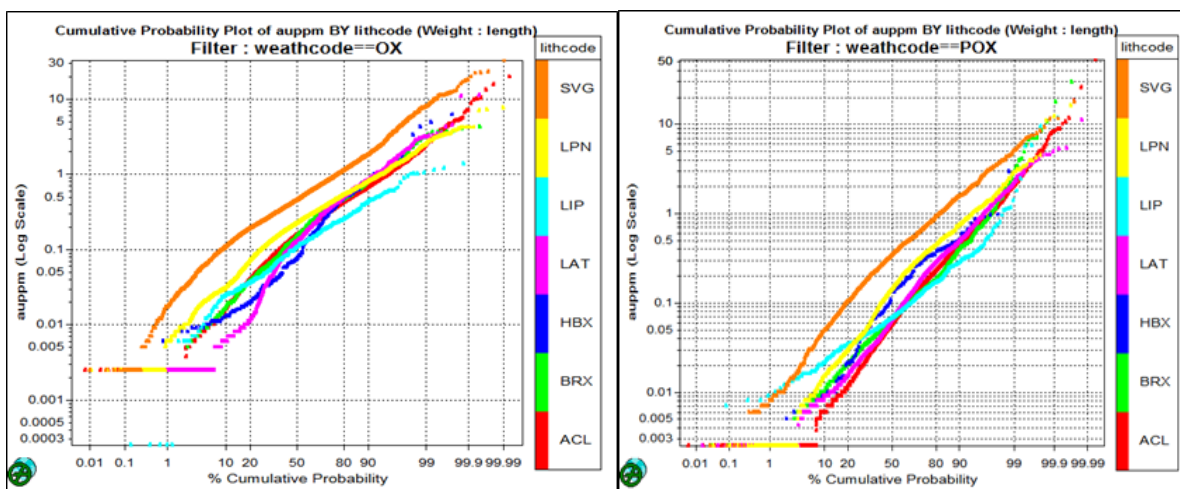 Cumulative Probability Plot of auppm BY lithcode (Weight : length)
Filter : weathcode==OX
lithcode
30
10
5
1
0.5
0.1
0.05
0.01
0.005
0.001
0.0005
0.0003
auppm (Log Scale)
0.01 0.1 1 10 20 50 80 90 99 99.9 99.99
% Cumulative Probability
SVG
LPN
LIP
LAT
HBX
BRX
ACL
Cumulative Probability Plot of auppm BY lithcode (Weight : length)
Filter : weathcode==POX
lithcode
50
10
5
1
0.5
0.1
0.05
0.01
0.005
0.003
auppm (Log Scale)
0.01 0.1 1 10 20 50 80 90 99 99.9 99.99
% Cumulative Probability
SVG
LPN
LIP
LAT
HBX
BRX
ACL